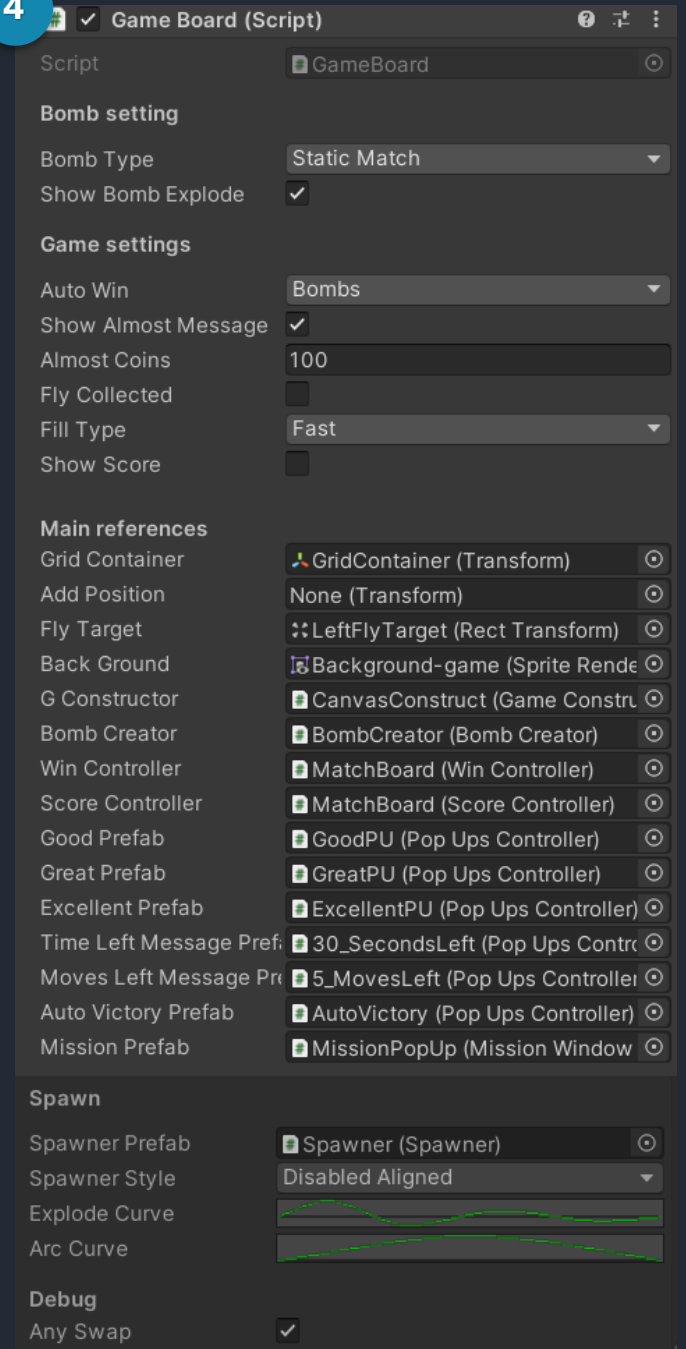 4
Game Board (Script)
Script GameBoard
Bomb setting
Bomb Type Static Match
Show Bomb Explode
Game settings
Auto Win Bombs
Show Almost Message
Almost Coins 100
Fly Collected
Fill Type Fast
Show Score
Main references
Grid Container GridContainer (Transform)
Add Position None (Transform)
Fly Target LeftFlyTarget (Rect Transform)
Back Ground Background-game (Sprite Rende
G Constructor CanvasConstruct (Game Constru
Bomb Creator BombCreator (Bomb Creator)
Win Controller MatchBoard (Win Controller)
Score Controller MatchBoard (Score Controller)
Good Prefab GoodPU (Pop Ups Controller)
Great Prefab GreatPU (Pop Ups Controller)
Excellent Prefab ExcellentPU (Pop Ups Controller)
Time Left Message Prefa 30_SecondsLeft (Pop Ups Contro
Moves Left Message Pre 5_MovesLeft (Pop Ups Controller
Auto Victory Prefab AutoVictory (Pop Ups Controller)
Mission Prefab MissionPopUp (Mission Window
Spawn
Spawner Prefab Spawner (Spawner)
Spawner Style Disabled Aligned
Explode Curve
Arc Curve
Debug
Any Swap